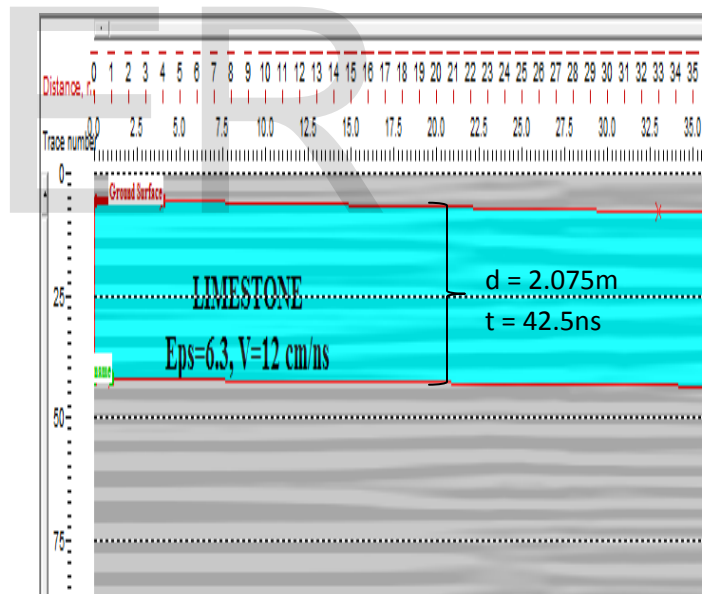 ER
0 1 2 3 4 5 6 7 8 9 10 11 12 13 14 15 16 17 18 19 20 21 22 23 24 25 26 27 28 29 30 31 32 33 34 35
Distance,
0.0 2.5 5.0 7.5 10.0 12.5 15.0 17.5 20.0 22.5 25.0 27.5 30.0 32.5 35.0
Trace number
0
Ground Surface
X
LIMESTONE
25
d = 2.075m
t = 42.5ns
Eps=6.3, V=12 cm/ns
name
50
75